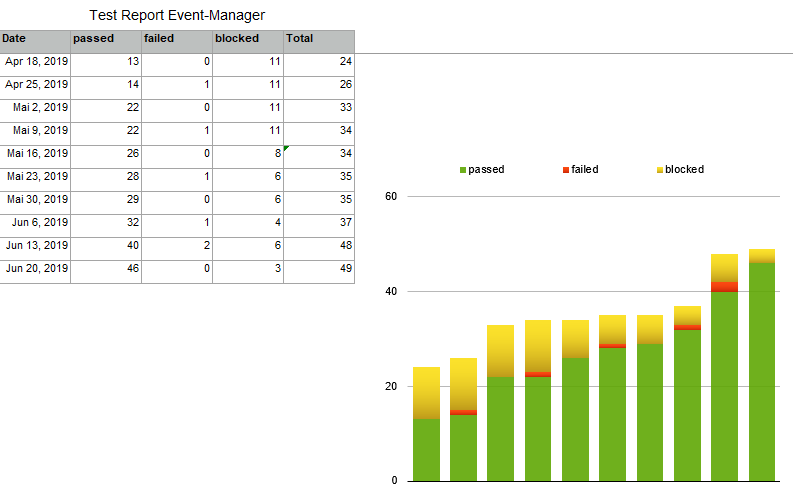 Test Report Event-Manager
Date passed failed blocked Total
Apr 18, 2019 13 0 11 24
Apr 25, 2019 14 1 11 26
Mai 2, 2019 22 0 11 33
Mai 9, 2019 22 1 11 34
Mai 16, 2019 26 0 8 34
Mai 23, 2019 28 1 6 35
Mai 30, 2019 29 0 6 35
Jun 6, 2019 32 1 4 37
Jun 13, 2019 40 2 6 48
Jun 20, 2019 46 0 3 49
passed failed blocked
60
40
20
0